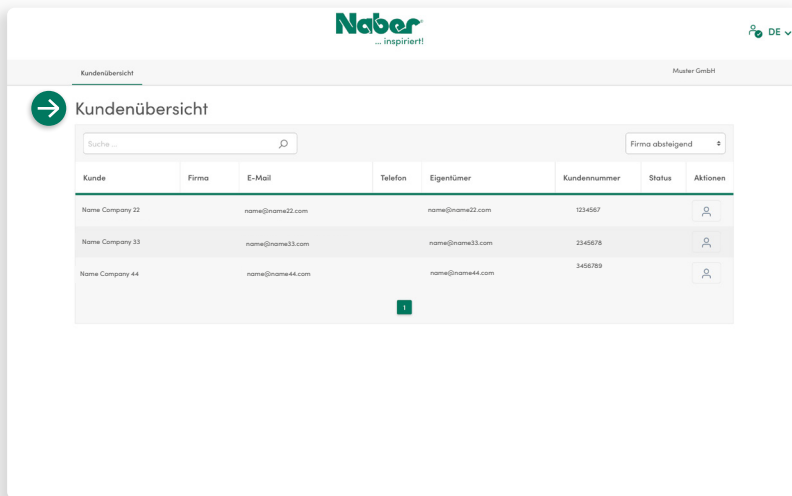 Naber
... inspiriert!
DE
Kundenübersicht
Muster GmbH
Kundenübersicht
Suche ...
Firma absteigend
Kunde Firma E-Mail Telefon Eigentümer Kundennummer Status Aktionen
Name Company 22 name@name22.com name@name22.com 1234567
Name Company 33 name@name33.com name@name33.com 2345678
Name Company 44 name@name44.com name@name44.com 3456789
1